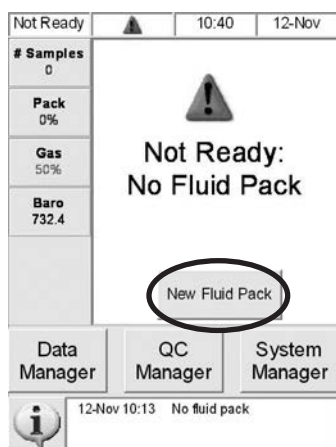 Not Ready 10:40 12-Nov
# Samples
0
Pack
0%
Gas
50%
Baro
732.4
Not Ready:
No Fluid Pack
New Fluid Pack
Data
Manager
QC
Manager
System
Manager
12-Nov 10:13 No fluid pack